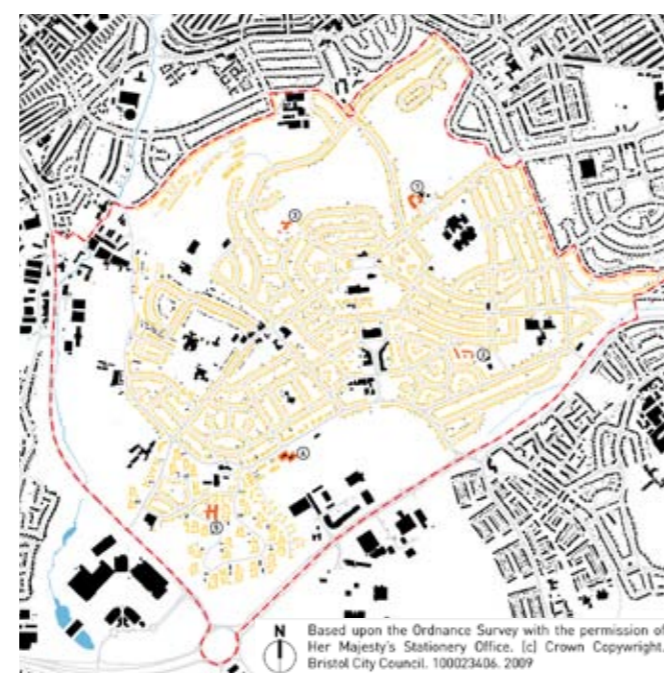 N
Based upon the Ordnance Survey with the permission of
Her Majesty's Stationery Office. (c) Crown Copywright.
Bristol City Council. 100023406. 2009